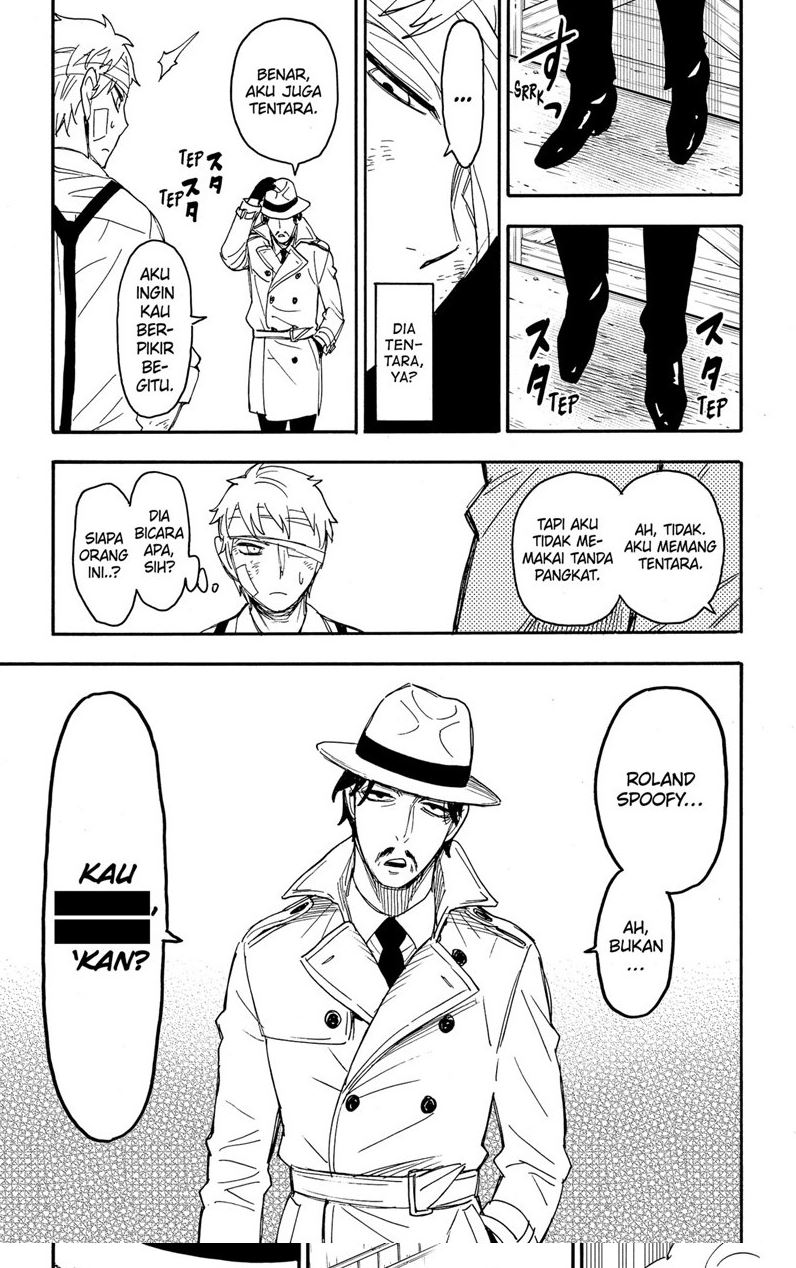 すっ
SRRK
スタ
TEP
スタ
TEP
...
DIA
TEN-
TARA,
YA?
BENAR,
AKU JUGA
TENTARA.
スタ
TEP
スタ
TEP
AKU
INGIN
KAU
BER-
PIKIR
BE-
GITU.
AH, TIDAK.
AKU MEMANG
TENTARA.
TAPI AKU
TIDAK ME-
MAKAI TANDA
PANGKAT.
DIA
BICARA
APA,
SIH?
SIAPA
ORANG
INI..?
ROLAND
SPOOFY...
AH,
BUKAN
...
KAU
,
'KAN?